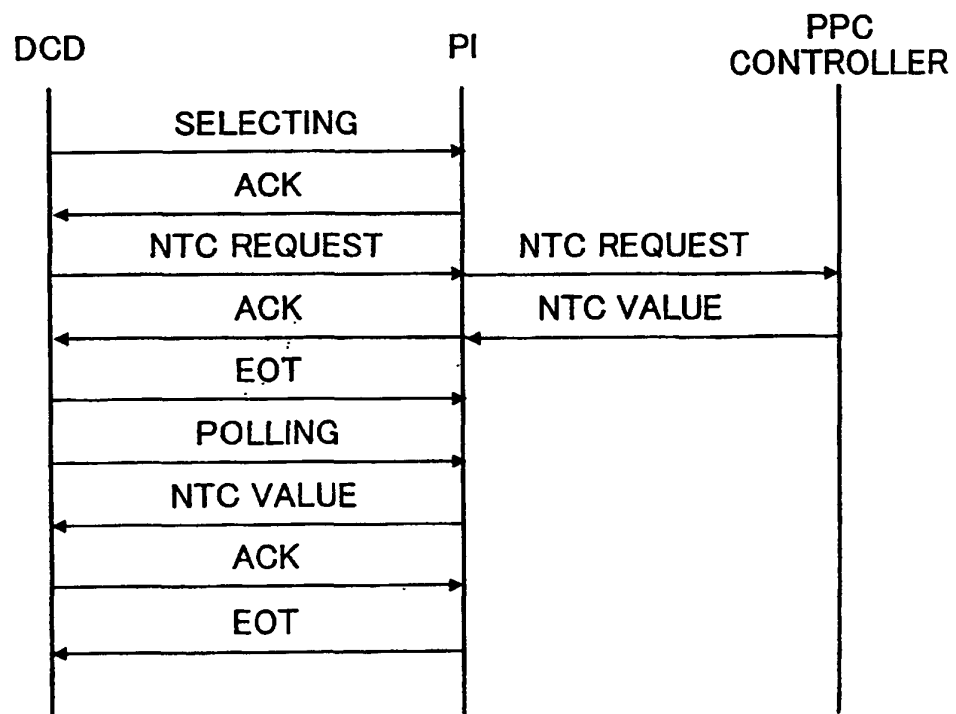 DCD
PI
PPC
CONTROLLER
SELECTING
ACK
NTC REQUEST
NTC REQUEST
ACK
NTC VALUE
EOT
POLLING
NTC VALUE
ACK
EOT